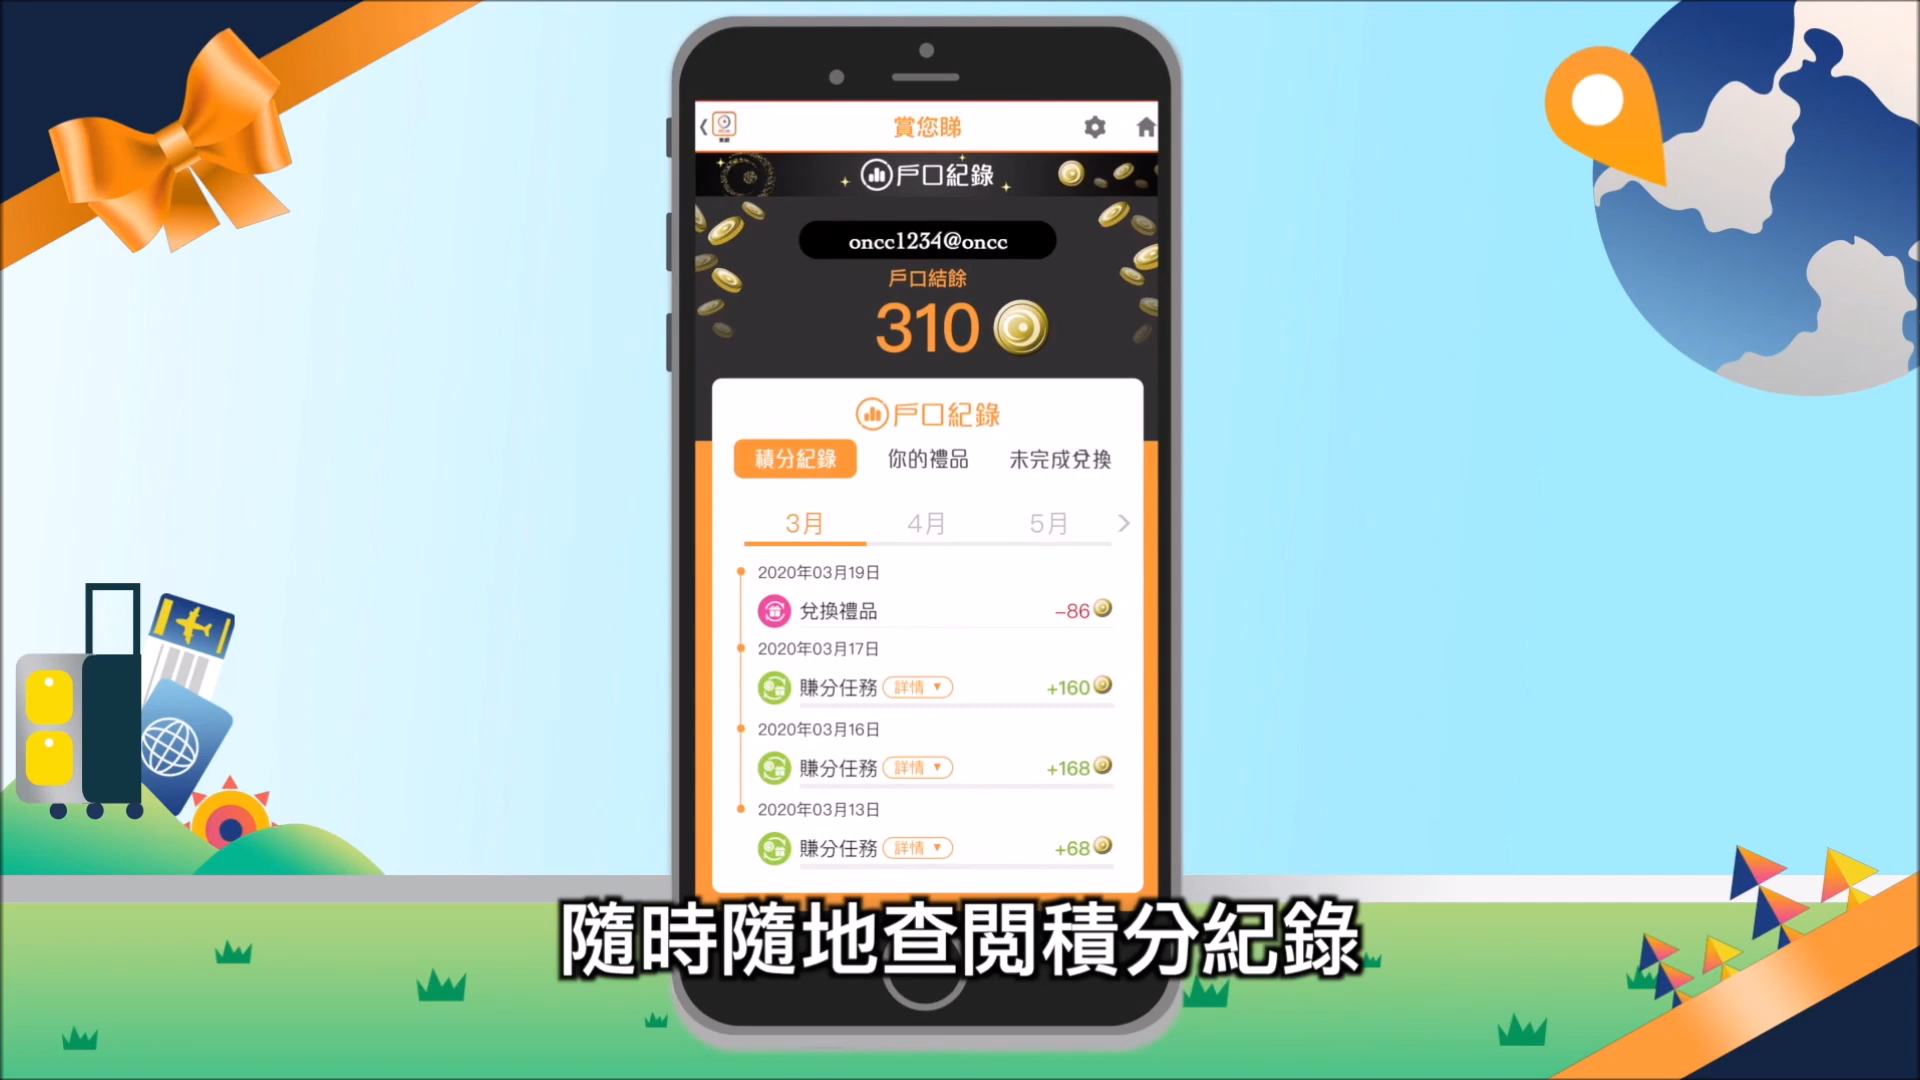 賞您睇
戶口紀錄
oncc1234@oncc
戶口結餘
310
戶口紀錄
積分紀錄 你的禮品 未完成兌換
3月 4月 5月
2020年03月19日
兌換禮品 -86
2020年03月17日
賺分任務 詳情 ▼ +160
2020年03月16日
賺分任務 詳情 ▼ +168
2020年03月13日
賺分任務 詳情 ▼ +68
隨時隨地查閱積分紀錄